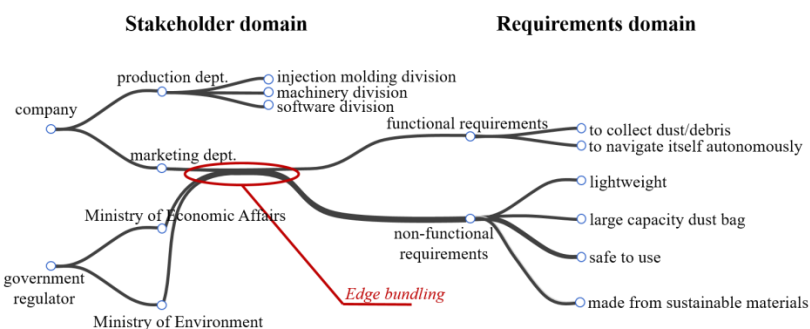 Stakeholder domain
Requirements domain
production dept.
injection molding division
machinery division
software division
company
marketing dept.
functional requirements
to collect dust/debris
to navigate itself autonomously
lightweight
Ministry of Economic Affairs
large capacity dust bag
non-functional
requirements
safe to use
government
regulator
Edge bundling
made from sustainable materials
Ministry of Environment